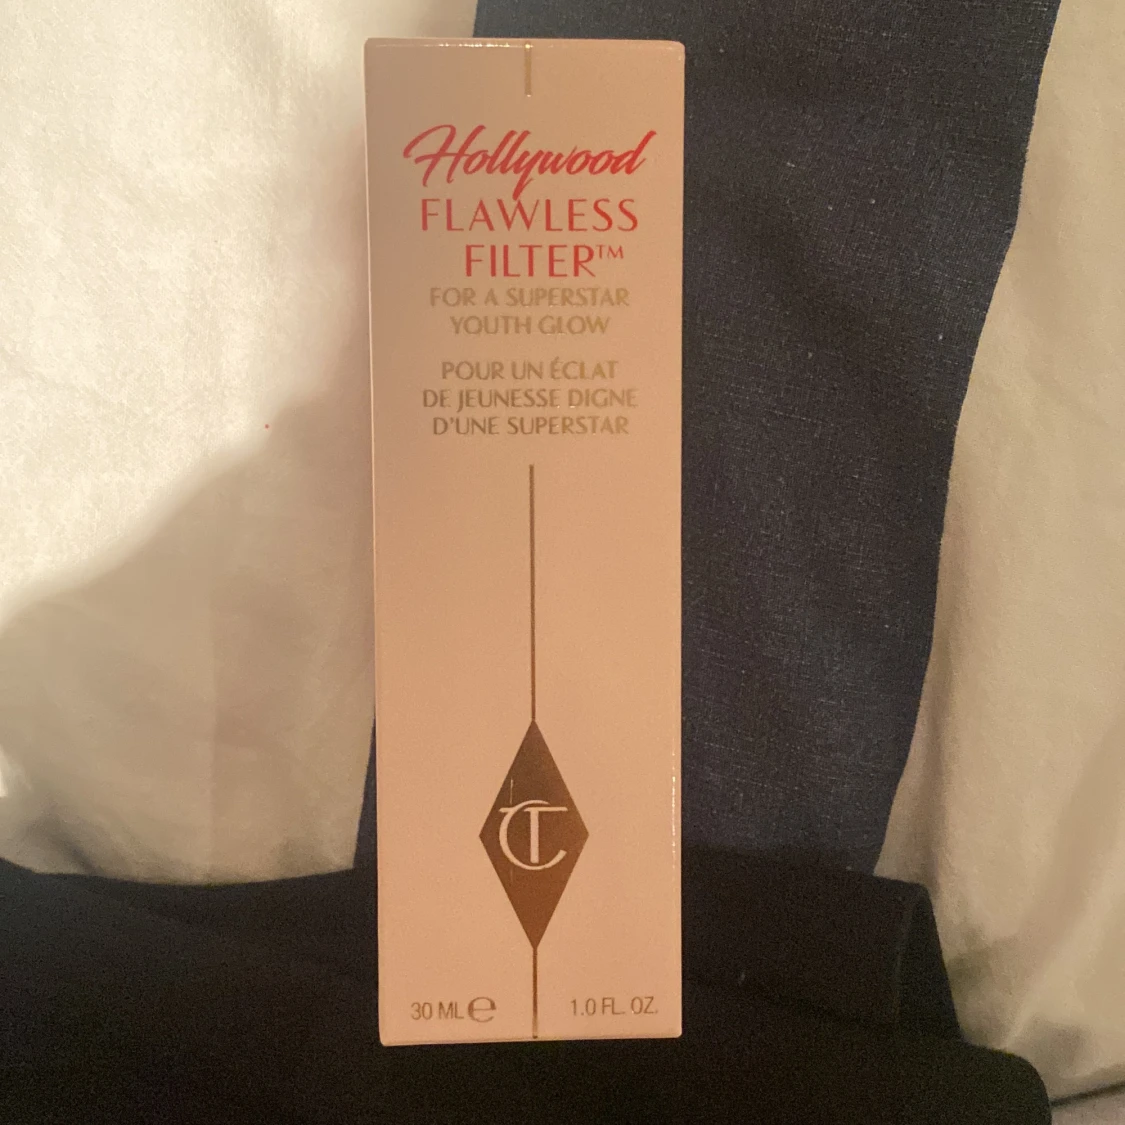 Hollywood
FLAWLESS
FILTER™
FOR A SUPERSTAR
YOUTH GLOW
POUR UN ÉCLAT
DE JEUNESSE DIGNE
D'UNE SUPERSTAR
CT
30 ML ℮ 1.0 FL. OZ.